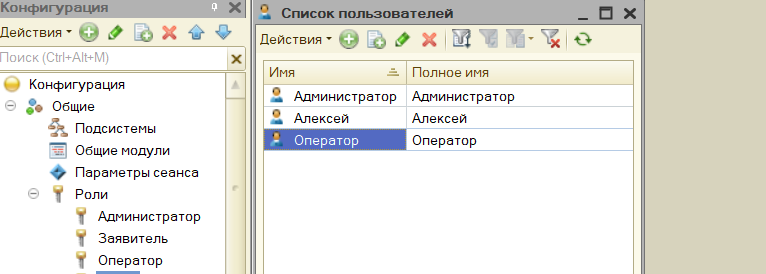 Конфигурация
Действия
Поиск (Ctrl+Alt+M)
Конфигурация
Общие
Подсистемы
Общие модули
Параметры сеанса
Роли
Администратор
Заявитель
Оператор
Список пользователей
Действия
Имя Полное имя
Администратор Администратор
Алексей Алексей
Оператор Оператор